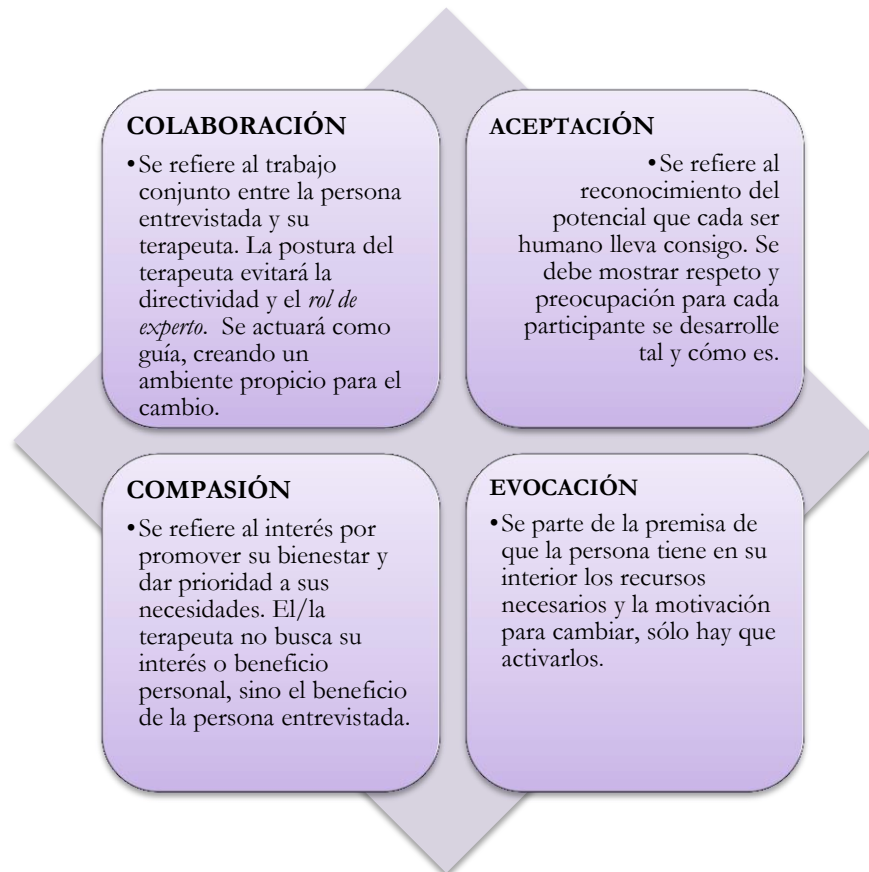 COLABORACIÓN
•Se refiere al trabajo
conjunto entre la persona
entrevistada y su
terapeuta. La postura del
terapeuta evitará la
directividad y el rol de
experto. Se actuará como
guía, creando un
ambiente propicio para el
cambio.
ACEPTACIÓN
•Se refiere al
reconocimiento del
potencial que cada ser
humano lleva consigo. Se
debe mostrar respeto y
preocupación para cada
participante se desarrolle
tal y cómo es.
COMPASIÓN
•Se refiere al interés por
promover su bienestar y
dar prioridad a sus
necesidades. El/la
terapeuta no busca su
interés o beneficio
personal, sino el beneficio
de la persona entrevistada.
EVOCACIÓN
•Se parte de la premisa de
que la persona tiene en su
interior los recursos
necesarios y la motivación
para cambiar, sólo hay que
activarlos.